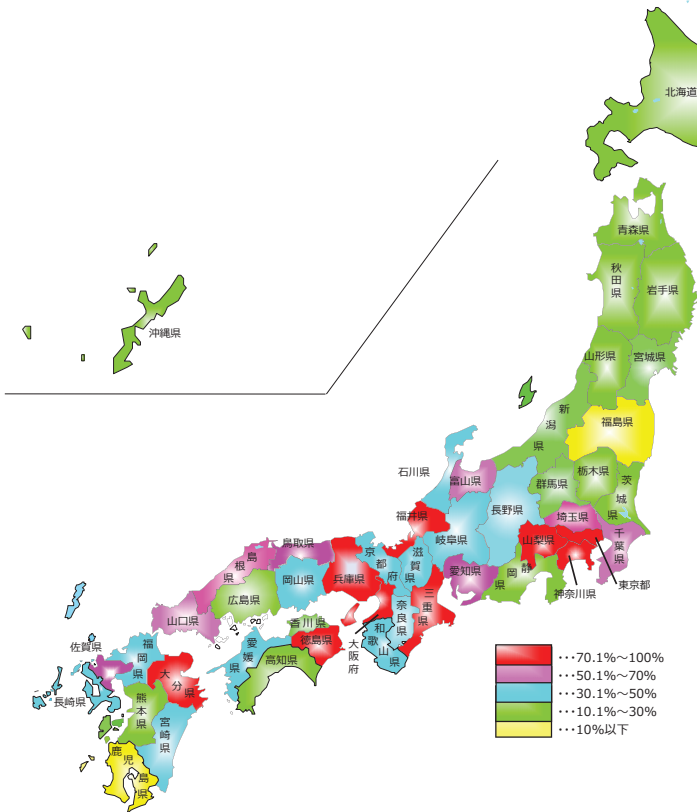 北海道
青森県
秋田県
岩手県
沖縄県
山形県
宮城県
新潟県
福島県
石川県
富山県
群馬県
栃木県
茨城県
福井県
長野県
埼玉県
千葉県
岐阜県
山梨県
東京都
神奈川県
静岡県
愛知県
滋賀県
京都府
三重県
奈良県
和歌山県
大阪府
兵庫県
鳥取県
島根県
岡山県
広島県
山口県
香川県
徳島県
愛媛県
高知県
福岡県
佐賀県
長崎県
大分県
熊本県
宮崎県
鹿児島県
…70.1%～100%
…50.1%～70%
…30.1%～50%
…10.1%～30%
…10%以下